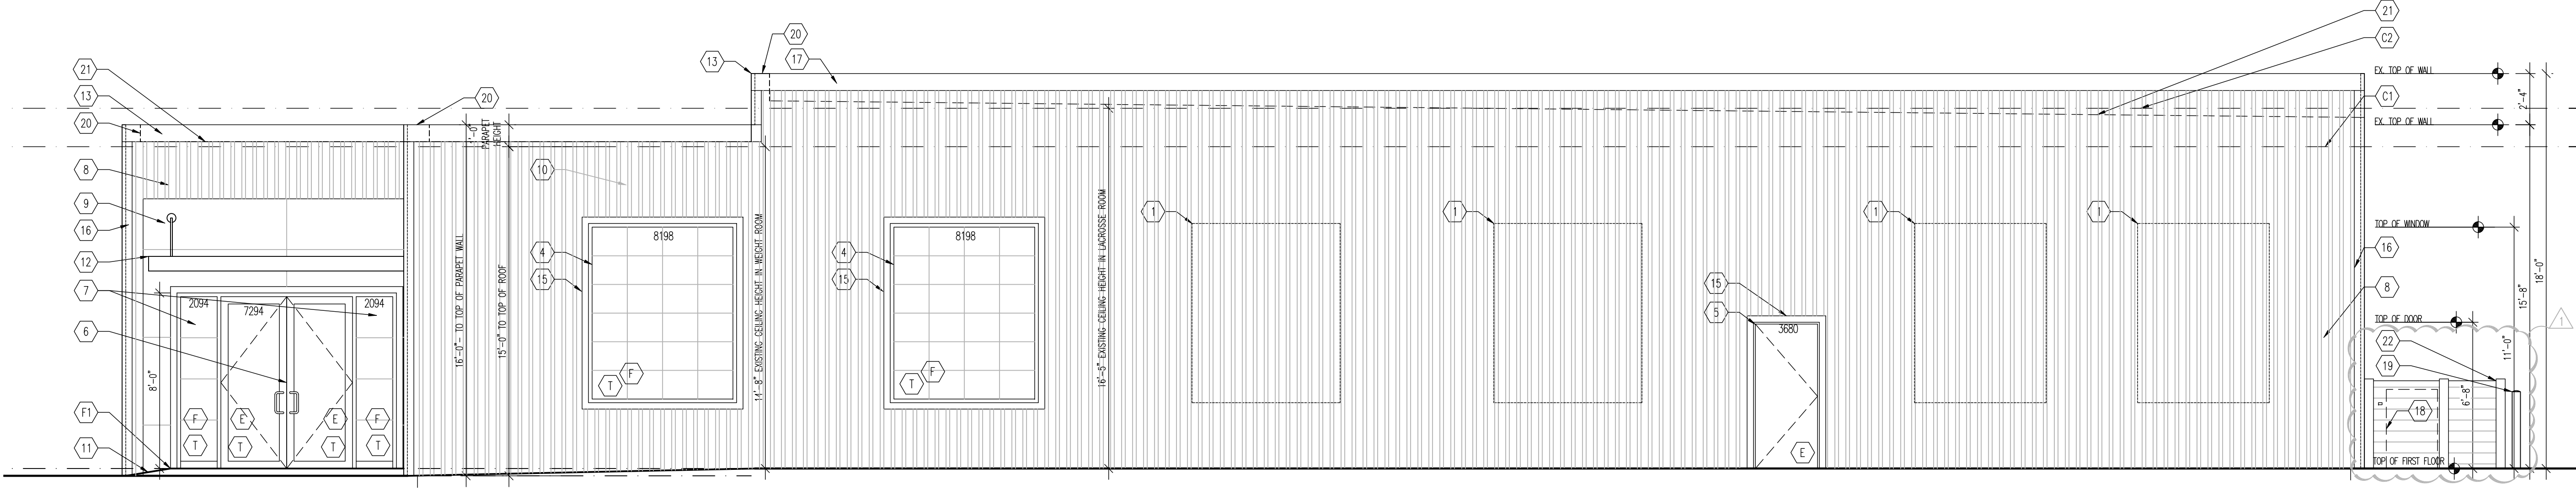 21
20
13
20
17
21
C2
EX. TOP OF WALL
13
20
C1
20
1'-0"
PARAPET
HEIGHT
2'-4"
EX. TOP OF WALL
8
10
9
16
12
7
6
F1
11
2094
7294
2094
8'-0"
F
E
E
F
T
T
T
T
16'-0"- TO TOP OF PARAPET WALL
15'-0" TO TOP OF ROOF
4
15
8198
T
F
14'-8" EXISTING CEILING HEIGHT IN WEIGHT ROOM
4
15
8198
T
F
16'-5" EXISTING CEILING HEIGHT IN LACROSSE ROOM
1
1
1
1
15
5
3680
E
TOP OF WINDOW
16
8
TOP OF DOOR
22
19
18
TOP OF FIRST FLOOR
6'-8"
11'-0"
15'-8"
18'-0"
1